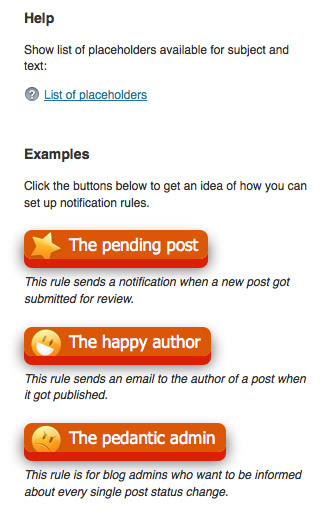 Help
Show list of placeholders available for subject and
text:
List of placeholders
Examples
Click the buttons below to get an idea of how you can
set up notification rules.
The pending post
This rule sends a notification when a new post got
submitted for review.
The happy author
This rule sends an email to the author of a post when
it got published.
The pedantic admin
This rule is for blog admins who want to be informed
about every single post status change.